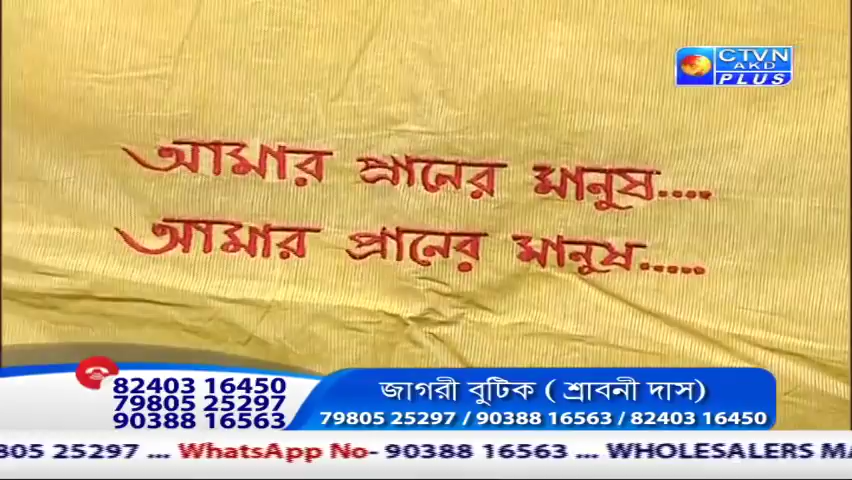 CTVN
AKD
PLUS
আমার প্রানের মানুষ....
আমার প্রানের মানুষ.....
82403 16450
79805 25297
90388 16563
জাগরী বুটিক ( শ্রাবনী দাস)
79805 25297 / 90388 16563 / 82403 16450
805 25297 ... WhatsApp No- 90388 16563 ... WHOLESALERS